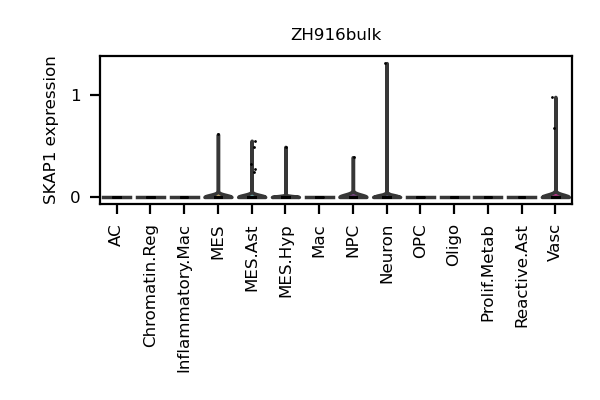 ZH916bulk
SKAP1 expression
1
0
AC
Chromatin.Reg
Inflammatory.Mac
MES
MES.Ast
MES.Hyp
Mac
NPC
Neuron
OPC
Oligo
Prolif.Metab
Reactive.Ast
Vasc